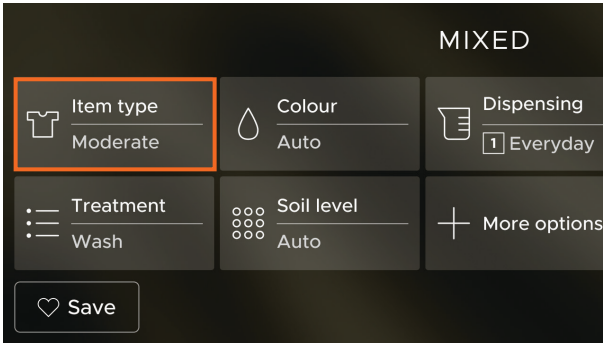 MIXED
Item type
Moderate
Colour
Auto
Dispensing
1 Everyday
Treatment
Wash
Soil level
Auto
More options
Save